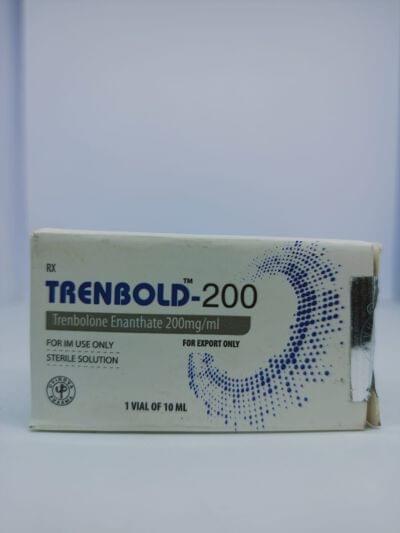 RX
TRENBOLD™-200
Trenbolone Enanthate 200mg/ml
FOR IM USE ONLY
FOR EXPORT ONLY
STERILE SOLUTION
1 VIAL OF 10 ML